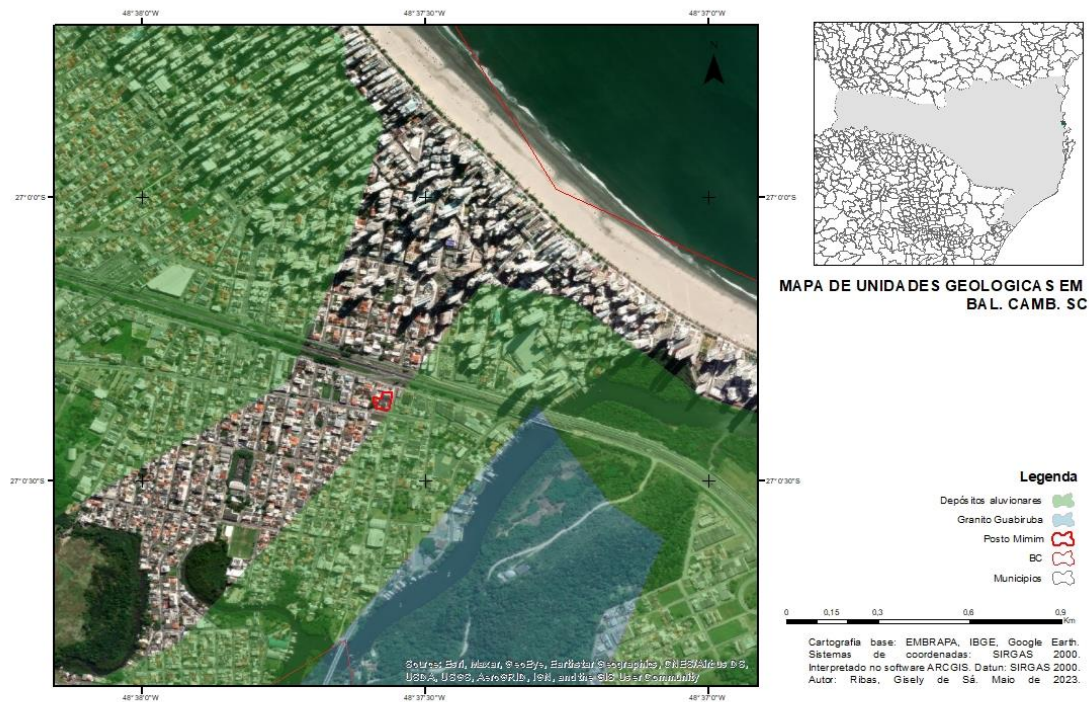 48°38'0"W
48°37'30"W
48°37'0"W
27°0'0"S
27°0'0"S
27°0'30"S
27°0'30"S
48°38'0"W
48°37'30"W
48°37'0"W
Source: Esri, Maxar, GeoEye, Earthstar Geographics, CNES/Airbus DS,
USDA, USGS, AeroGRID, IGN, and the GIS User Community
MAPA DE UNIDADES GEOLOGICAS EM
BAL. CAMB. SC
Legenda
Depósitos aluvionares
Granito Guabiruba
Posto Mimim
BC
Municipios
0 0,15 0,3 0,6 0,9
Km
Cartografia base: EMBRAPA, IBGE, Google Earth.
Sistemas de coordenadas: SIRGAS 2000.
Interpretado no software ARCGIS. Datun: SIRGAS 2000.
Autor: Ribas, Gisely de Sá. Maio de 2023.